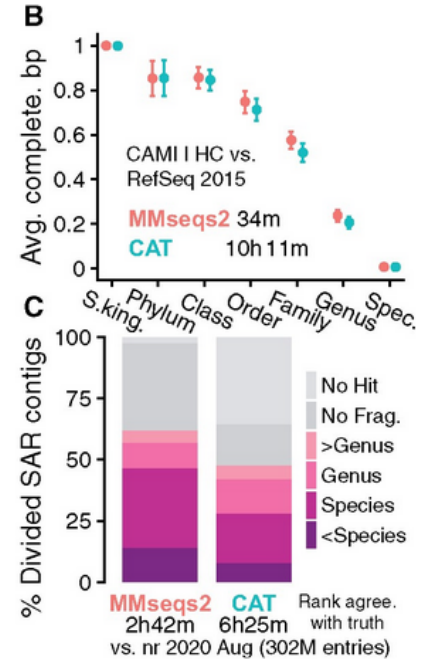 B
Avg. complete. bp
1
0.8
0.6
0.4
0.2
0
CAMI I HC vs.
RefSeq 2015
MMseqs2 34m
CAT 10h 11m
S.king.
Phylum
Class
Order
Family
Genus
Spec.
C
% Divided SAR contigs
100
75
50
25
0
No Hit
No Frag.
>Genus
Genus
Species
<Species
MMseqs2 CAT Rank agree.
2h42m 6h25m with truth
vs. nr 2020 Aug (302M entries)